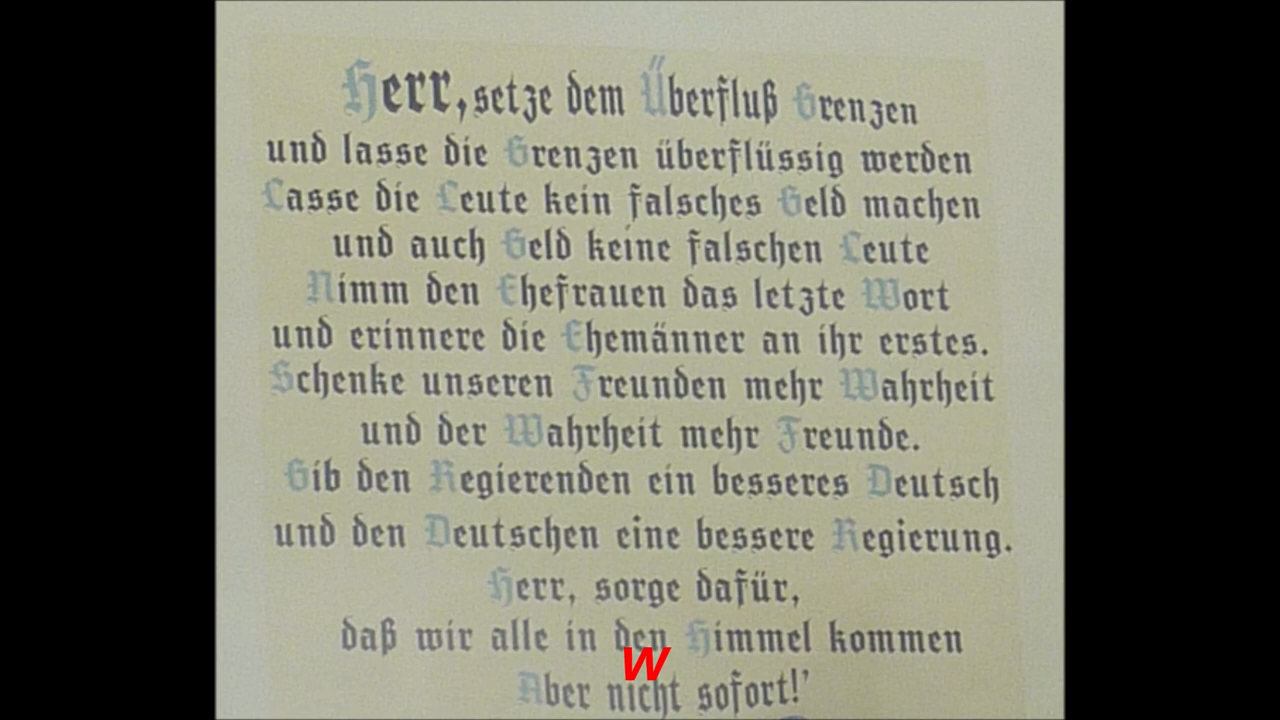 Herr, setze dem Überfluß Grenzen
und lasse die Grenzen überflüssig werden
Lasse die Leute kein falsches Geld machen
und auch Geld keine falschen Leute
Nimm den Ehefrauen das letzte Wort
und erinnere die Ehemänner an ihr erstes.
Schenke unseren Freunden mehr Wahrheit
und der Wahrheit mehr Freunde.
Gib den Regierenden ein besseres Deutsch
und den Deutschen eine bessere Regierung.
Herr, sorge dafür,
daß wir alle in den Himmel kommen
W
Aber nicht sofort!'